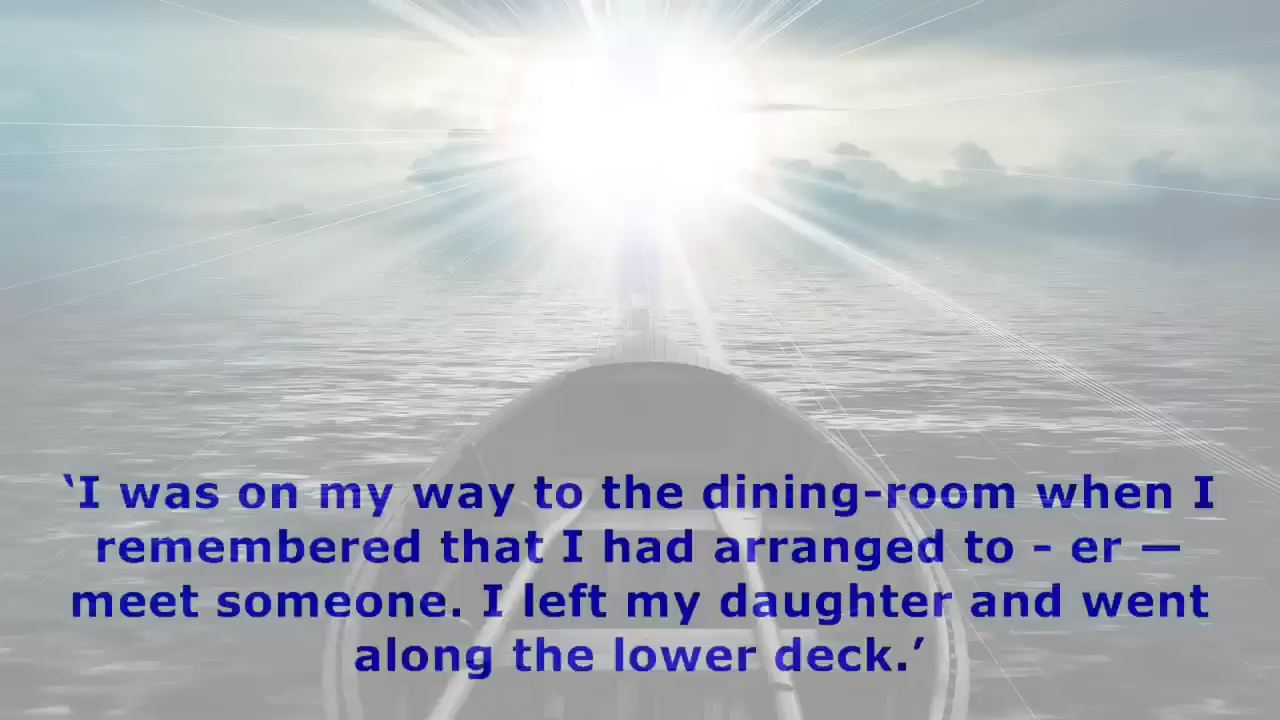 ‘I was on my way to the dining-room when I
remembered that I had arranged to - er —
meet someone. I left my daughter and went
along the lower deck.’